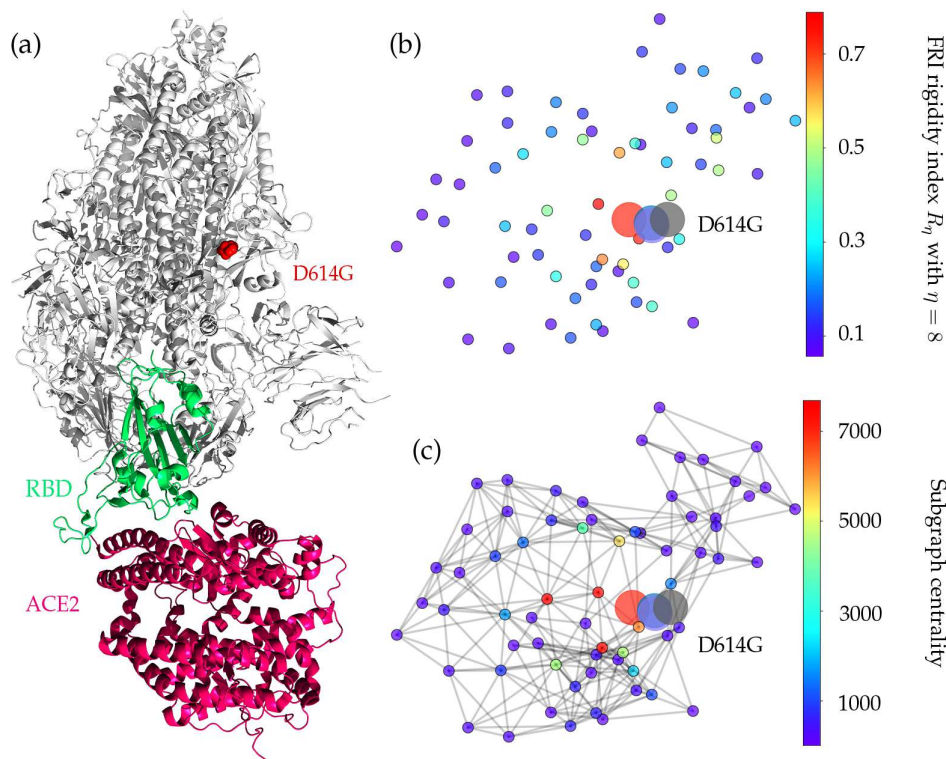 (a)
D614G
RBD
ACE2
(b)
D614G
0.7
0.5
0.3
0.1
FRI rigidity index Rη with η = 8
(c)
D614G
7000
5000
3000
1000
Subgraph centrality